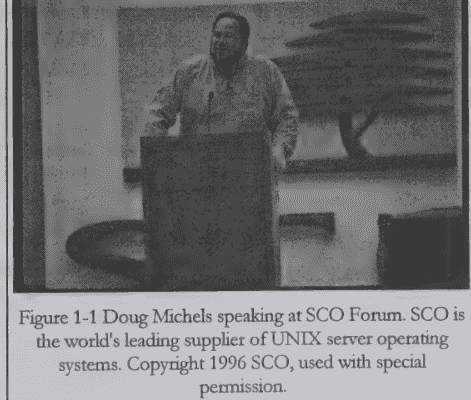 Figure 1-1 Doug Michels speaking at SCO Forum. SCO is
the world's leading supplier of UNIX server operating
systems. Copyright 1996 SCO, used with special
permission.